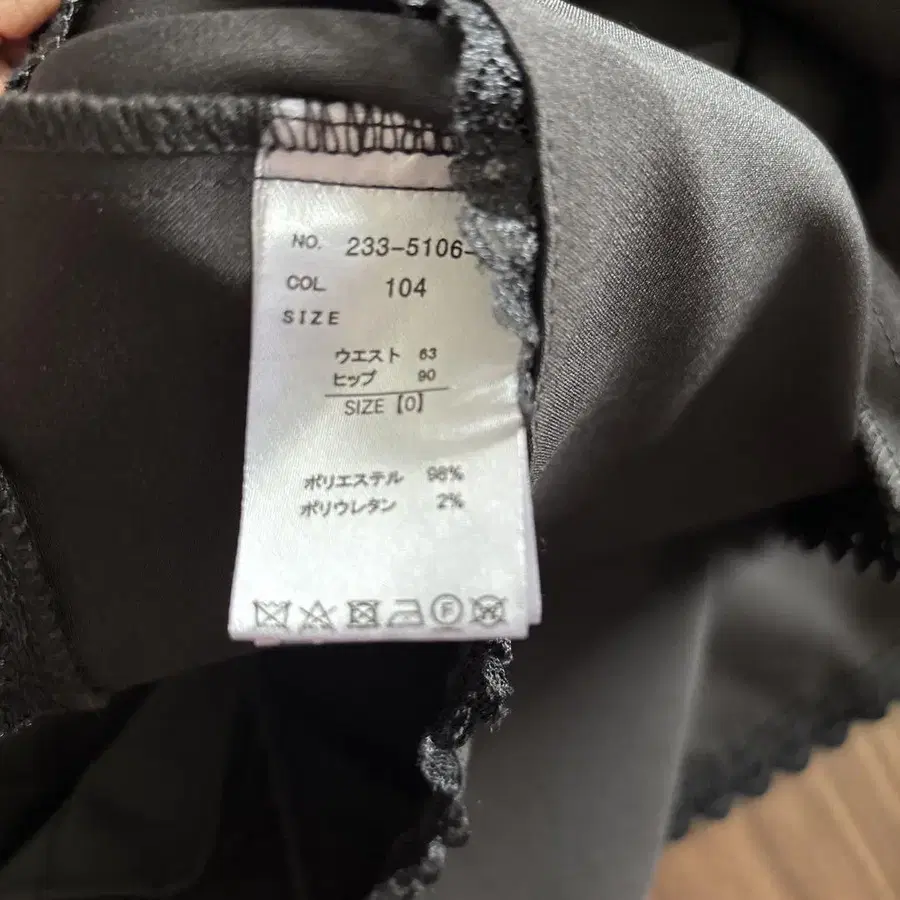 NO. 233-5106-
COL 104
SIZE
ウエスト 63
ヒップ 90
SIZE【0】
ポリエステル 98%
ポリウレタン 2%
F